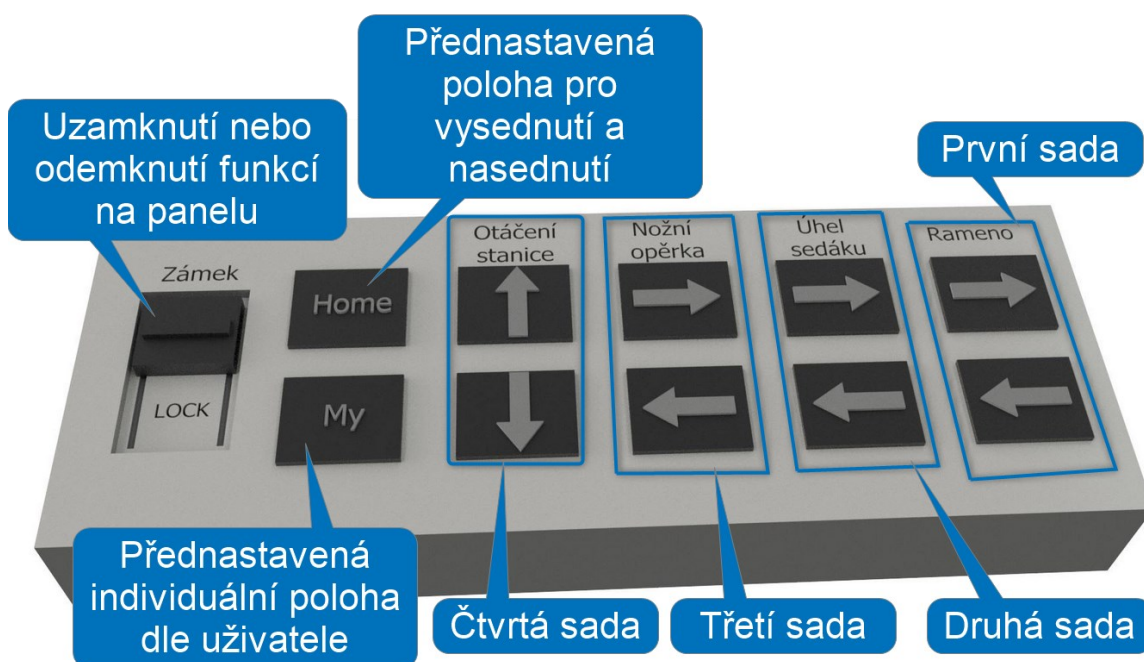 Přednastavená
poloha pro
vysednutí a
nasednutí
Uzamknutí nebo
odemknutí funkcí
na panelu
První sada
Zámek
Home
Otáčení
stanice
Nožní
opěrka
Úhel
sedáku
Rameno
LOCK
My
Přednastavená
individuální poloha
dle uživatele
Čtvrtá sada
Třetí sada
Druhá sada